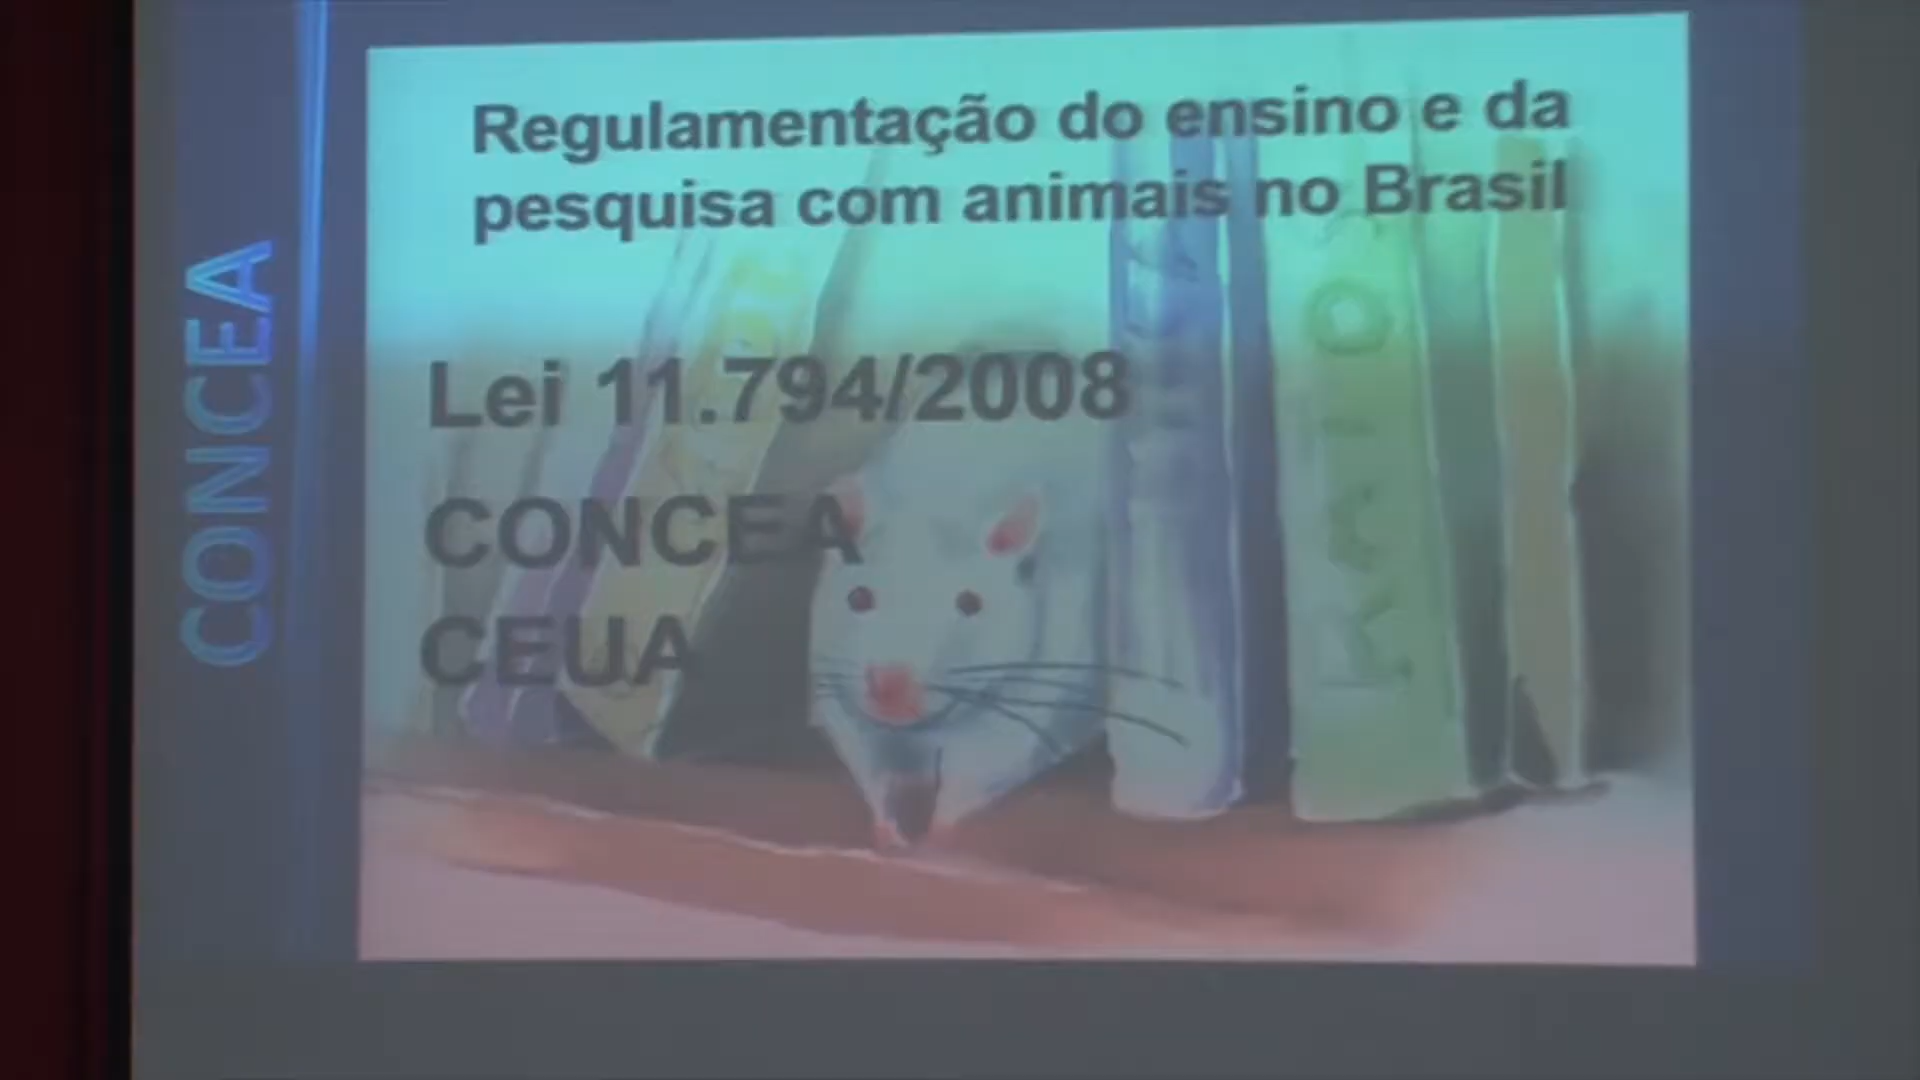 CONCEA
Regulamentação do ensino e da
pesquisa com animais no Brasil
Lei 11.794/2008
CONCEA
CEUA